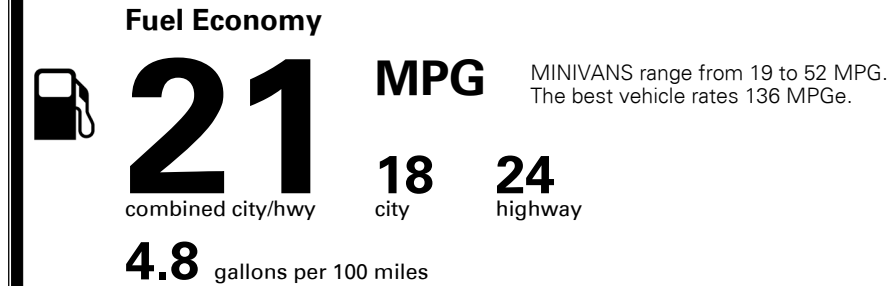 Fuel Economy
21 MPG
MINIVANS range from 19 to 52 MPG.
The best vehicle rates 136 MPGe.
18 24
combined city/hwy city highway
4.8 gallons per 100 miles